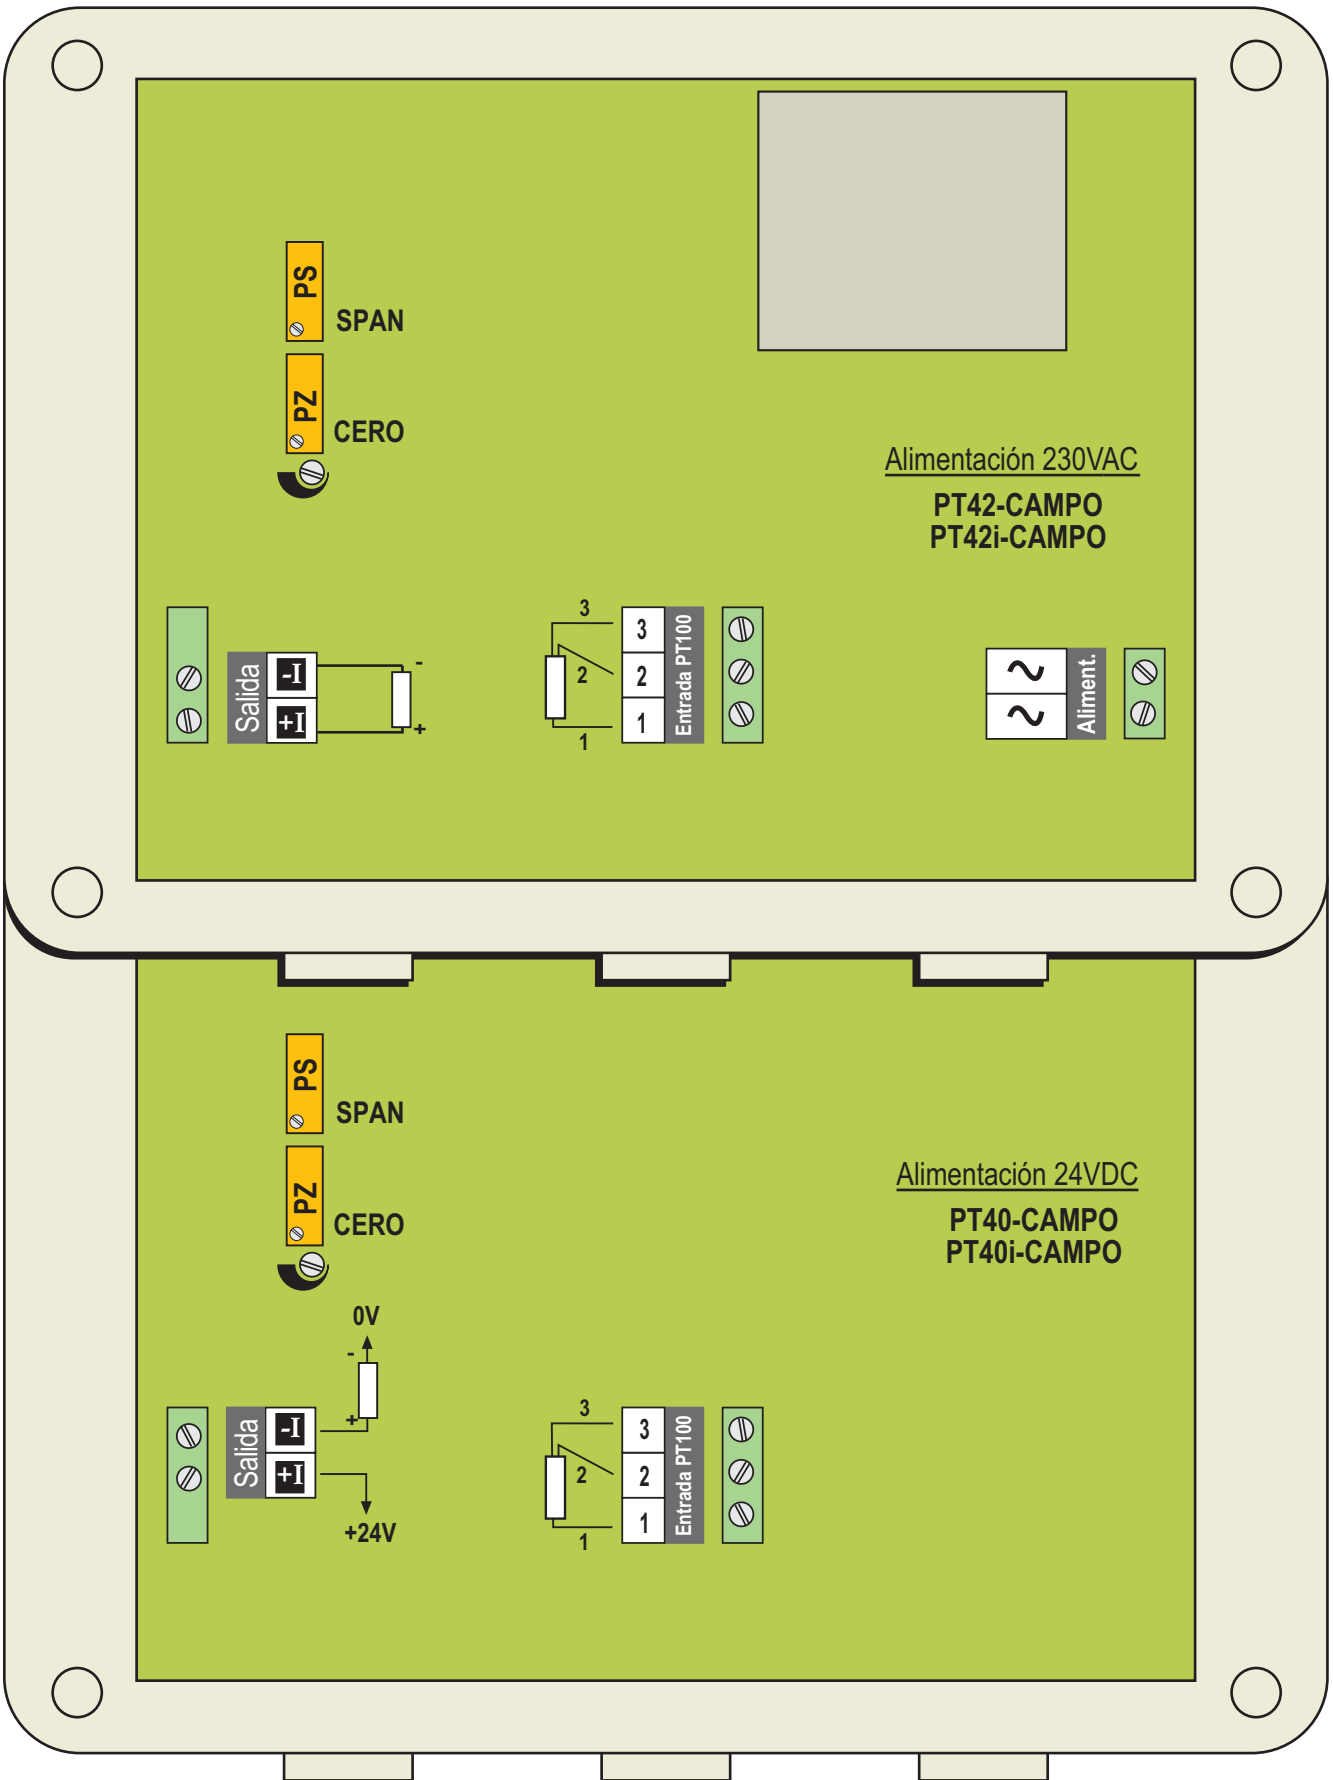 PS
SPAN
PZ
CERO
Alimentación 230VAC
PT42-CAMPO
PT42i-CAMPO
Salida
-I
+I
-
+
3
2
1
3
2
1
Entrada PT100
~
~
Aliment.
PS
SPAN
PZ
CERO
Alimentación 24VDC
PT40-CAMPO
PT40i-CAMPO
0V
-
+
Salida
-I
+I
+24V
3
2
1
3
2
1
Entrada PT100